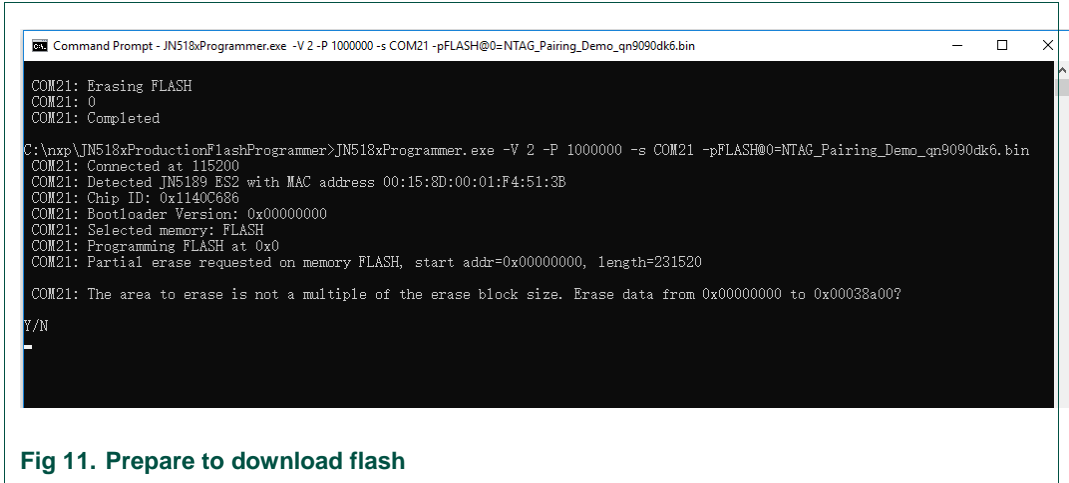 Command Prompt - JN518xProgrammer.exe -V 2 -P 1000000 -s COM21 -pFLASH@0=NTAG_Pairing_Demo_qn9090dk6.bin
COM21: Erasing FLASH
COM21: 0
COM21: Completed
C:\nxp\JN518xProductionFlashProgrammer>JN518xProgrammer.exe -V 2 -P 1000000 -s COM21 -pFLASH@0=NTAG_Pairing_Demo_qn9090dk6.bin
COM21: Connected at 115200
COM21: Detected JN5189 ES2 with MAC address 00:15:8D:00:01:F4:51:3B
COM21: Chip ID: 0x1140C686
COM21: Bootloader Version: 0x00000000
COM21: Selected memory: FLASH
COM21: Programming FLASH at 0x0
COM21: Partial erase requested on memory FLASH, start addr=0x00000000, length=231520
COM21: The area to erase is not a multiple of the erase block size. Erase data from 0x00000000 to 0x00038a00?
Y/N
Fig 11. Prepare to download flash